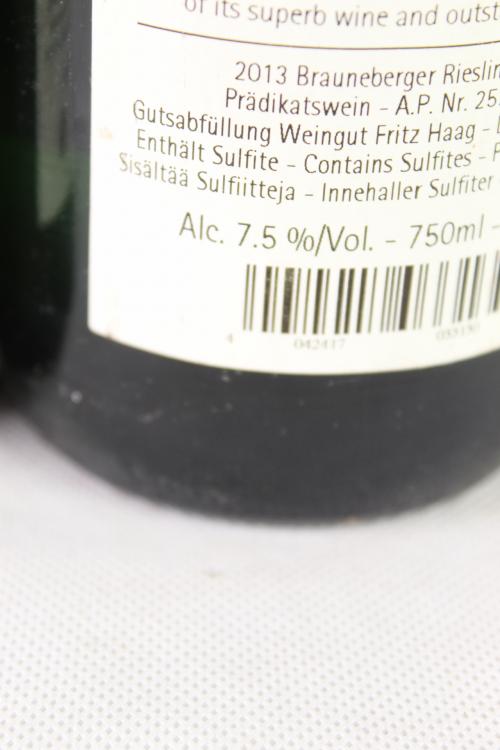 of its superb wine and outst
2013 Brauneberger Rieslin
Prädikatswein - A.P. Nr. 25
Gutsabfüllung Weingut Fritz Haag -
Enthält Sulfite - Contains Sulfites - P
Sisältää Sulfiitteja - Innehaller Sulfiter
Alc. 7.5 %/Vol. - 750ml -
4 042417 055150